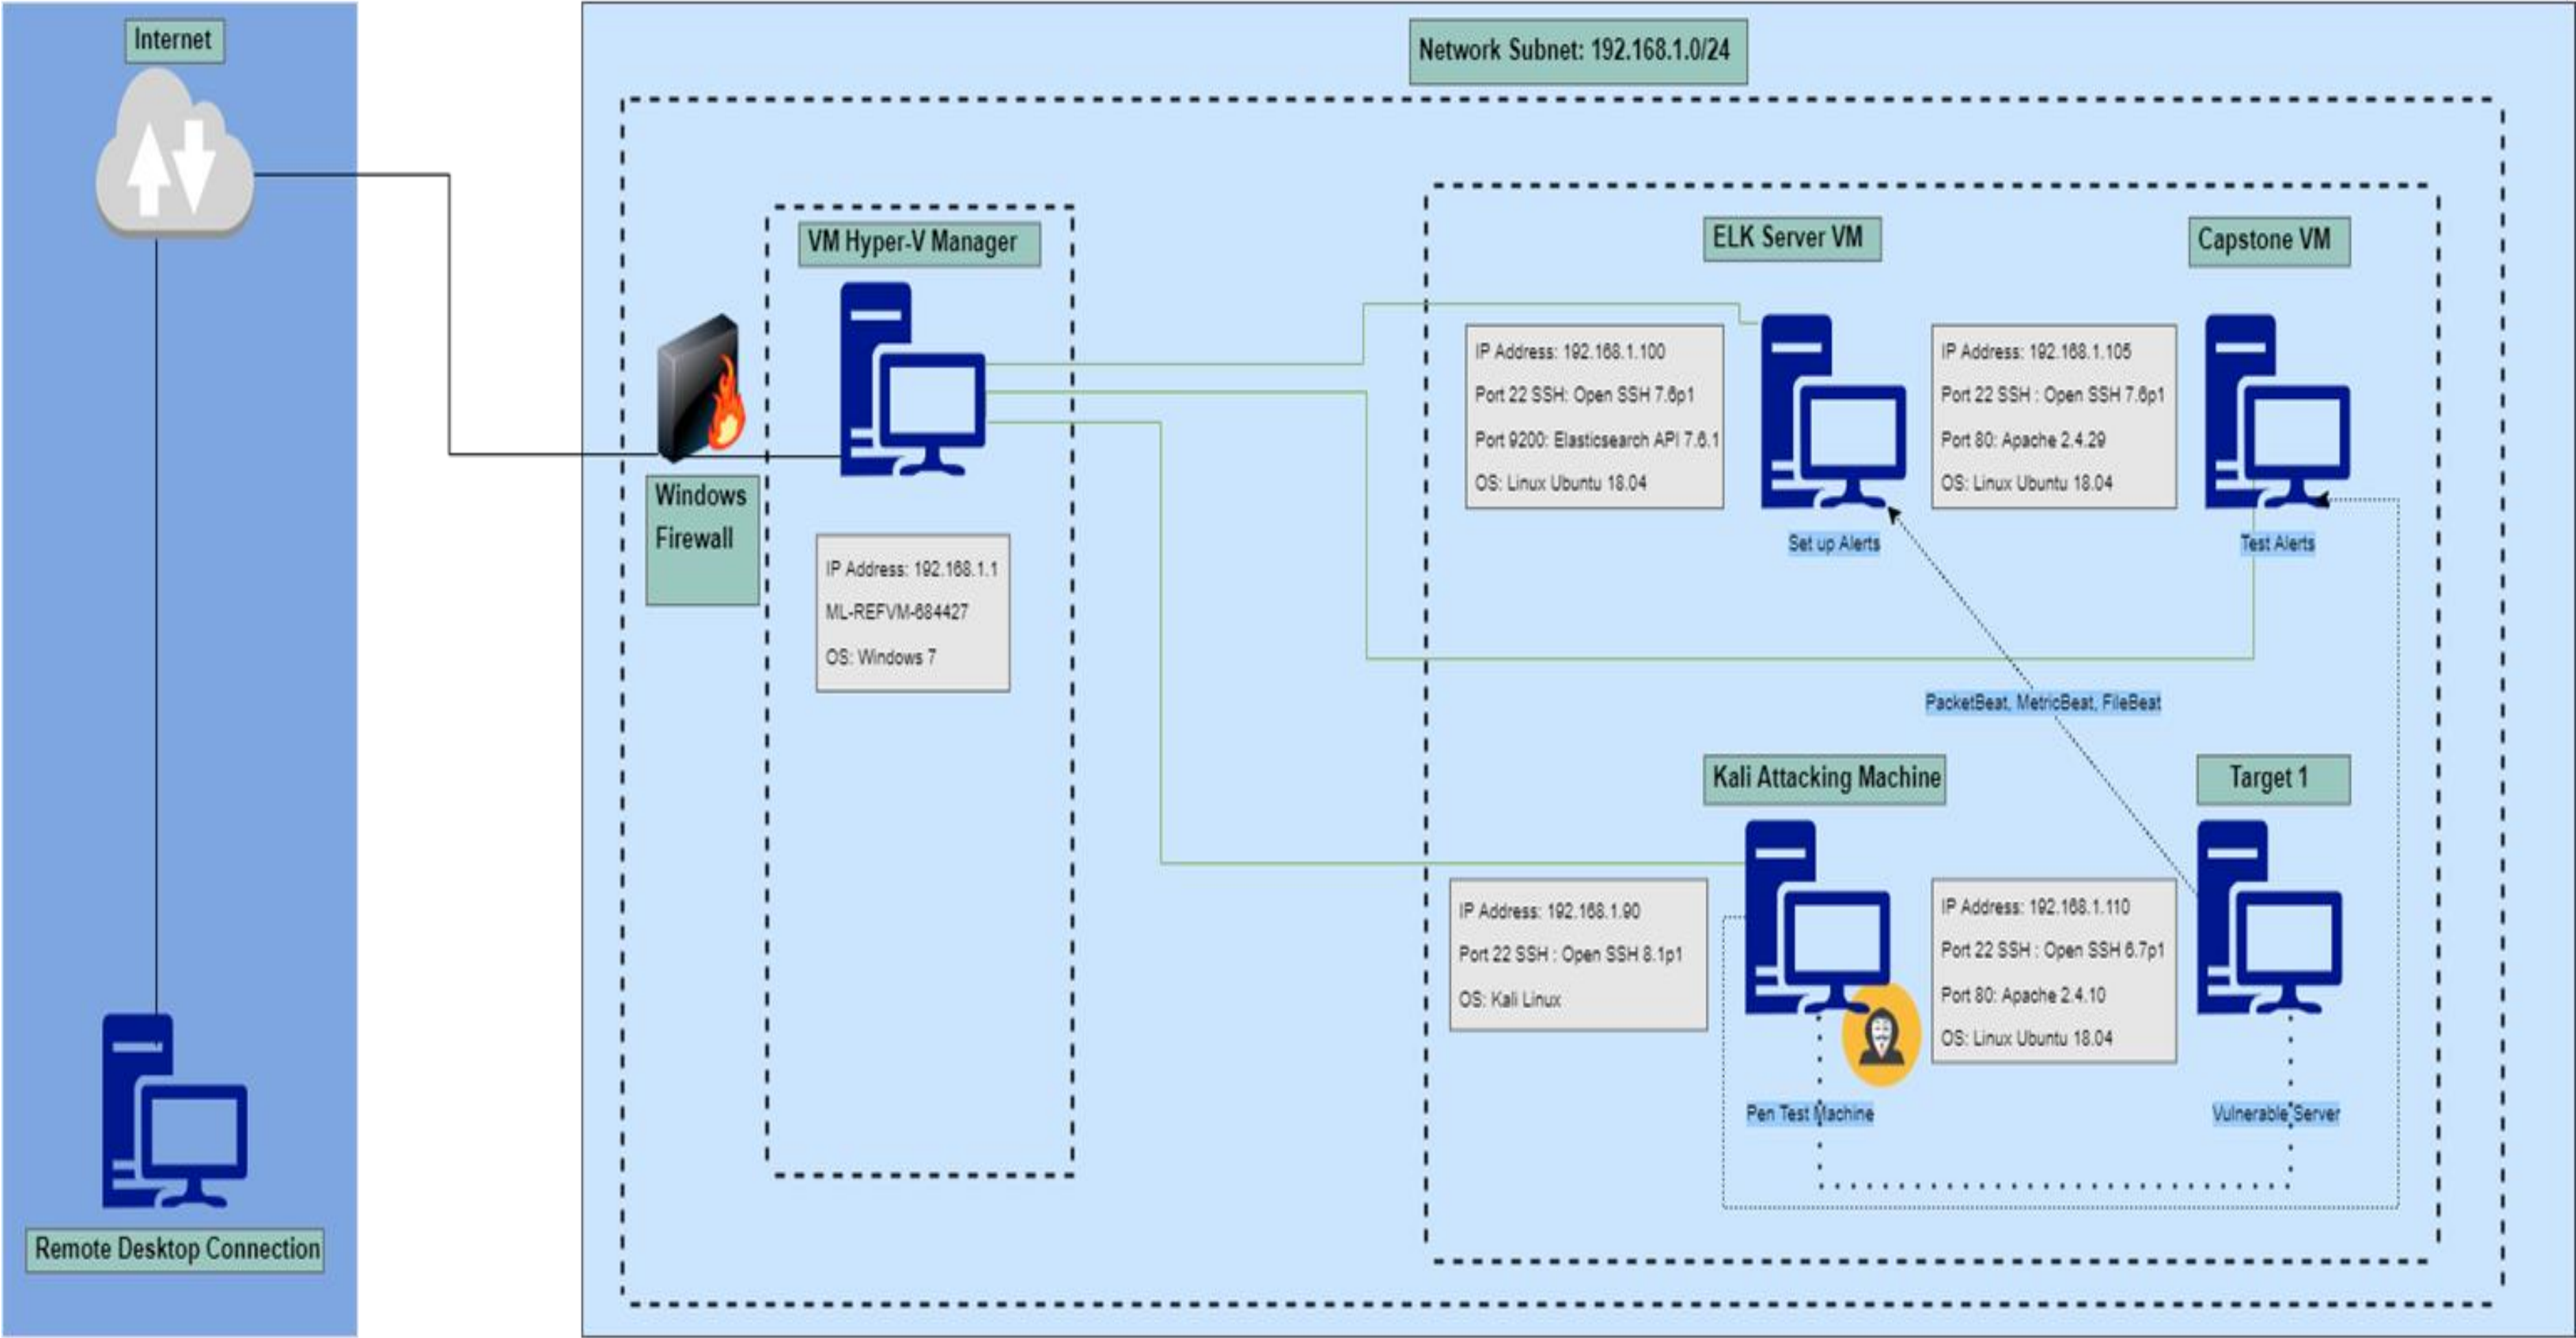 Internet
Remote Desktop Connection
Network Subnet: 192.168.1.0/24
Windows
Firewall
VM Hyper-V Manager
IP Address: 192.168.1.1
ML-REFVM-684427
OS: Windows 7
ELK Server VM
IP Address: 192.168.1.100
Port 22 SSH: Open SSH 7.6p1
Port 9200: Elasticsearch API 7.6.1
OS: Linux Ubuntu 18.04
Set up Alerts
Capstone VM
IP Address: 192.168.1.105
Port 22 SSH : Open SSH 7.6p1
Port 80: Apache 2.4.29
OS: Linux Ubuntu 18.04
Test Alerts
PacketBeat, MetricBeat, FileBeat
Kali Attacking Machine
IP Address: 192.168.1.90
Port 22 SSH : Open SSH 8.1p1
OS: Kali Linux
Pen Test Machine
Target 1
IP Address: 192.168.1.110
Port 22 SSH : Open SSH 6.7p1
Port 80: Apache 2.4.10
OS: Linux Ubuntu 18.04
Vulnerable Server